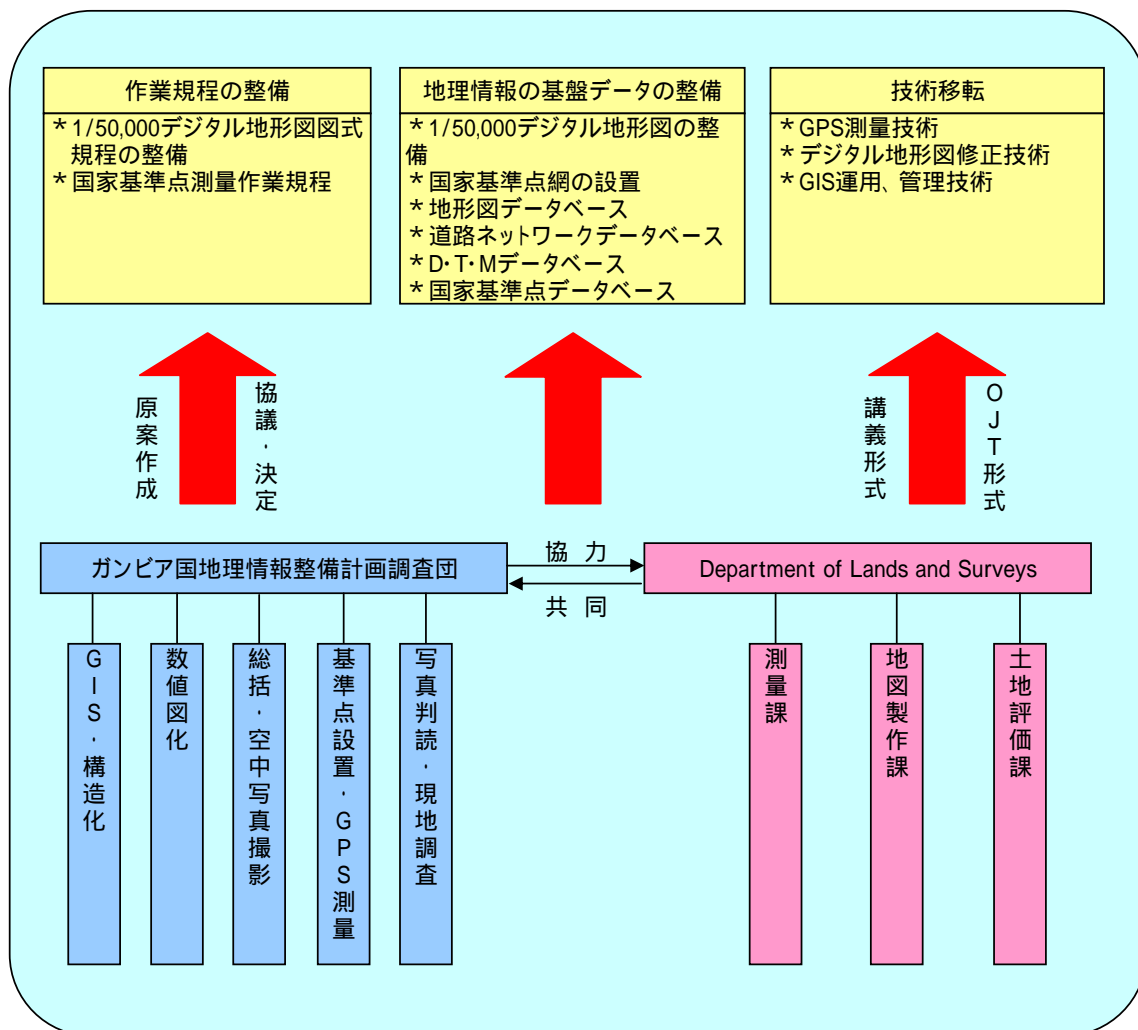 作業規程の整備
*1/50,000デジタル地形図図式
規程の整備
*国家基準点測量作業規程
地理情報の基盤データの整備
*1/50,000デジタル地形図の整
備
*国家基準点網の設置
*地形図データベース
*道路ネットワークデータベース
*D・T・Mデータベース
*国家基準点データベース
技術移転
*GPS測量技術
*デジタル地形図修正技術
*GIS運用、管理技術
原案作成
協議・決定
講義形式
OJT形式
ガンビア国地理情報整備計画調査団
協 力
共 同
Department of Lands and Surveys
GIS・構造化
数値図化
総括・空中写真撮影
基準点設置・GPS測量
写真判読・現地調査
測量課
地図製作課
土地評価課